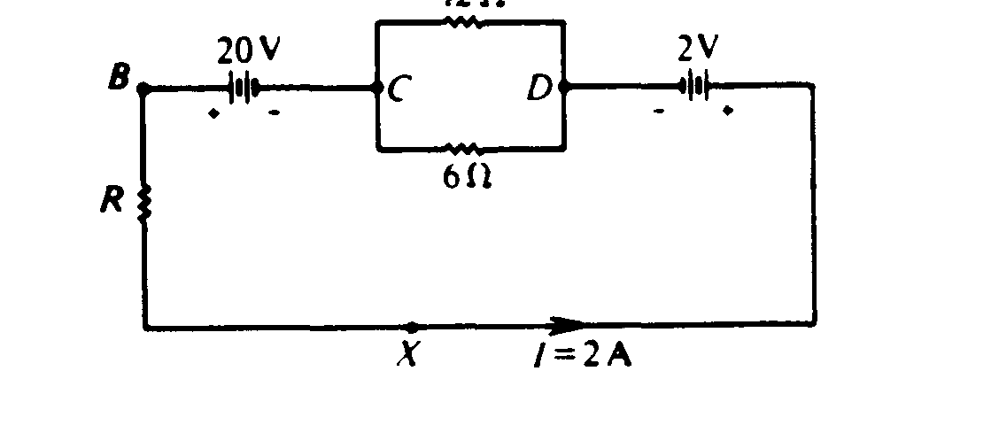 20 V
2 V
B
C
D
+ -
- +
6 Ω
R
X
I = 2 A